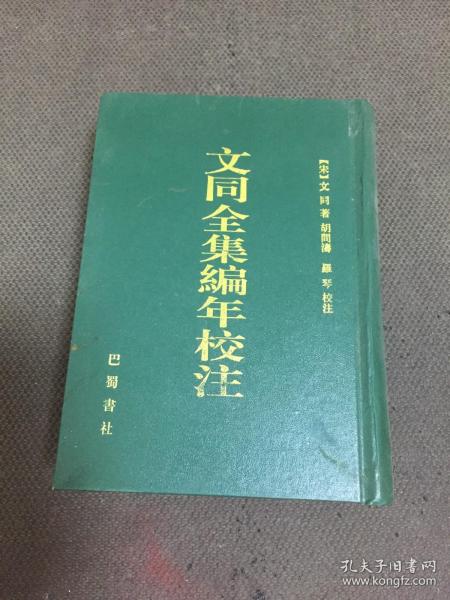 【宋】文同著 胡問濤 羅琴校注
文同全集編年校注
巴蜀書社
孔夫子旧书网
www.kongfz.com